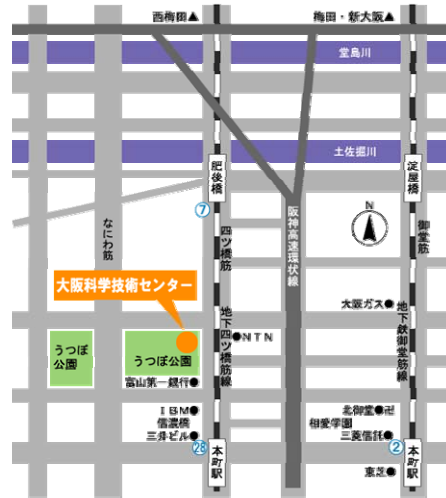 西梅田▲
梅田・新大阪▲
堂島川
土佐堀川
肥後橋
淀屋橋
⑦
N
なにわ筋
四ツ橋筋
阪神高速環状線
御堂筋
大阪科学技術センター
大阪ガス●
地下鉄四ツ橋筋線
地下鉄御堂筋線
●NTN
うつぼ
公園
うつぼ公園
富山第一銀行●
IBM●
信濃橋
三井ビル●
北御堂●卍
相愛学園
三菱信託●
㉘
本町駅
②
本町駅
東芝●